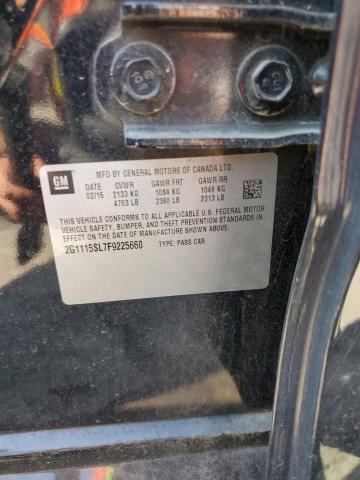 GM
MFD BY GENERAL MOTORS OF CANADA LTD.
DATE GVWR GAWR FRT GAWR RR
02/15 2133 KG 1084 KG 1049 KG
4703 LB 2390 LB 2313 LB
THIS VEHICLE CONFORMS TO ALL APPLICABLE U.S. FEDERAL MOTOR
VEHICLE SAFETY, BUMPER, AND THEFT PREVENTION STANDARDS IN
EFFECT ON THE DATE OF MANUFACTURE SHOWN ABOVE.
2G1115SL7F9225660 TYPE: PASS CAR